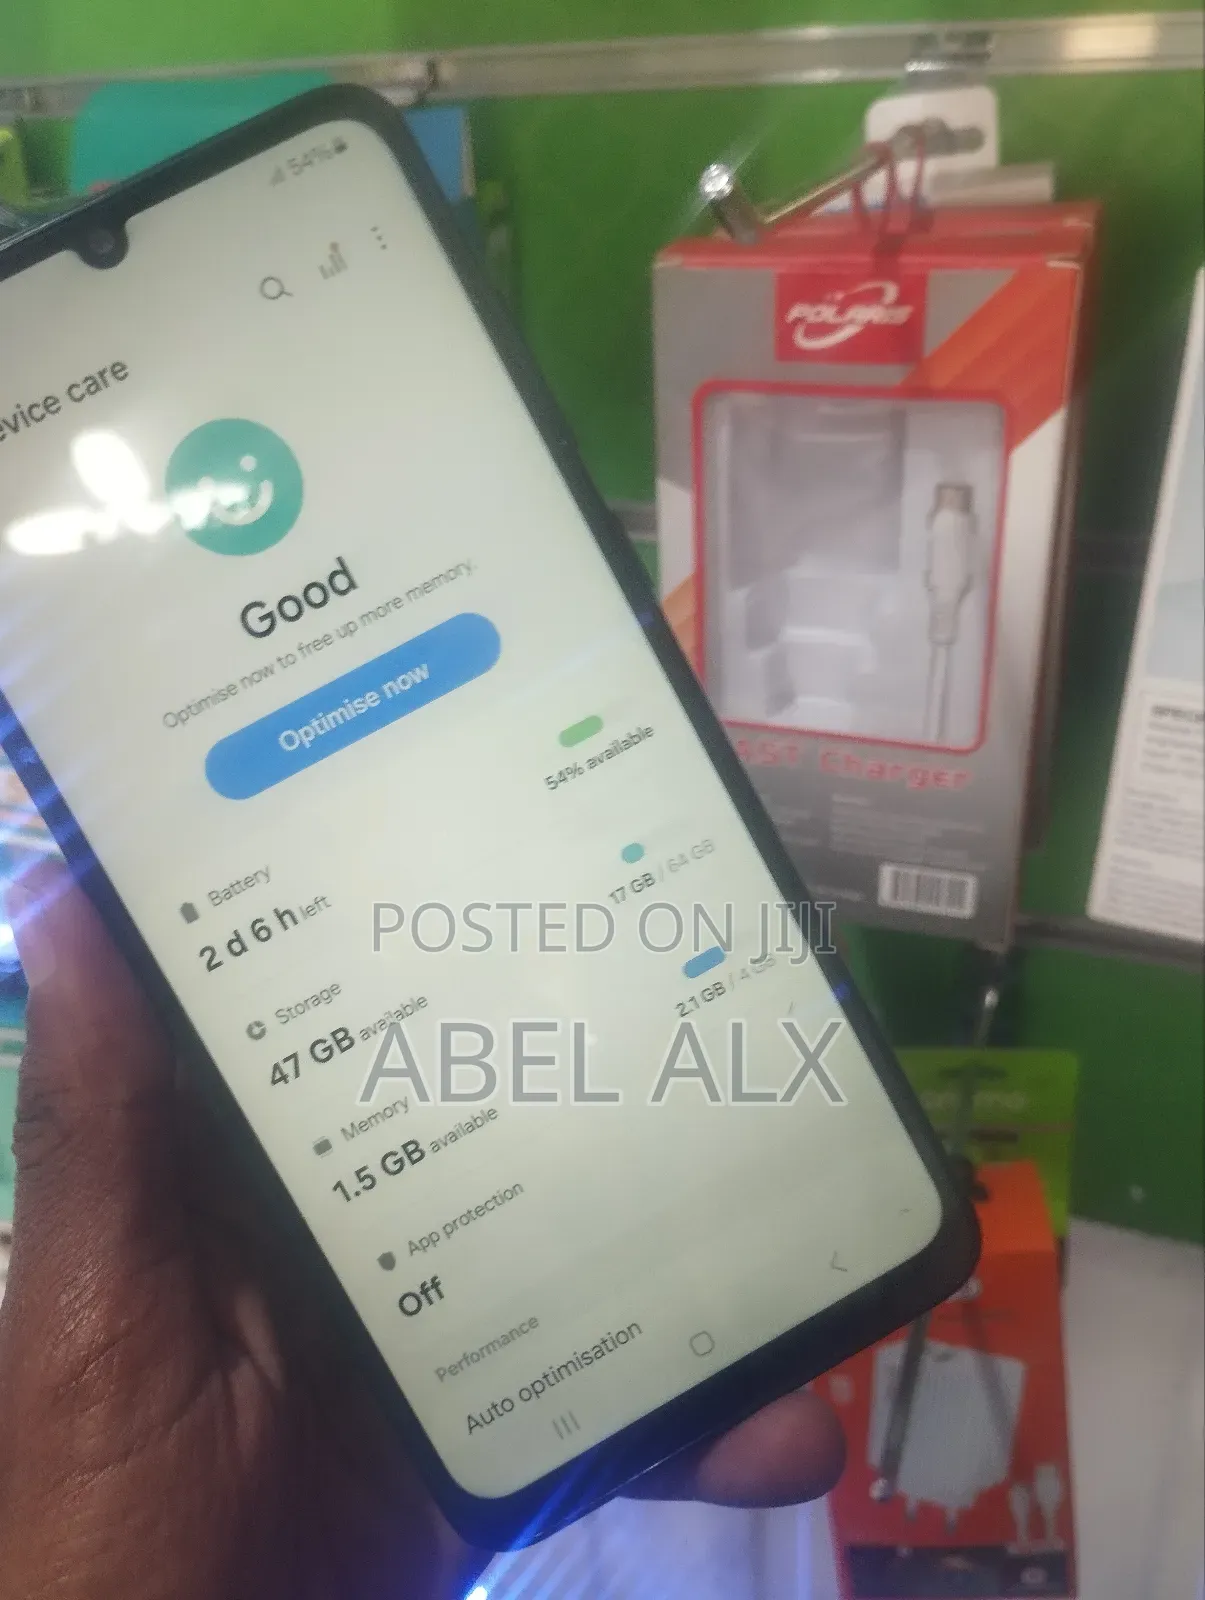 54%
evice care
Good
Optimise now to free up more memory.
Optimise now
Battery
2 d 6 h left
54% available
Storage
47 GB available
17 GB / 64 GB
Memory
1.5 GB available
2.1 GB / 4 GB
App protection
Off
Performance
Auto optimisation
POLARIS
AST Charger
POSTED ON JIJI
ABEL ALX